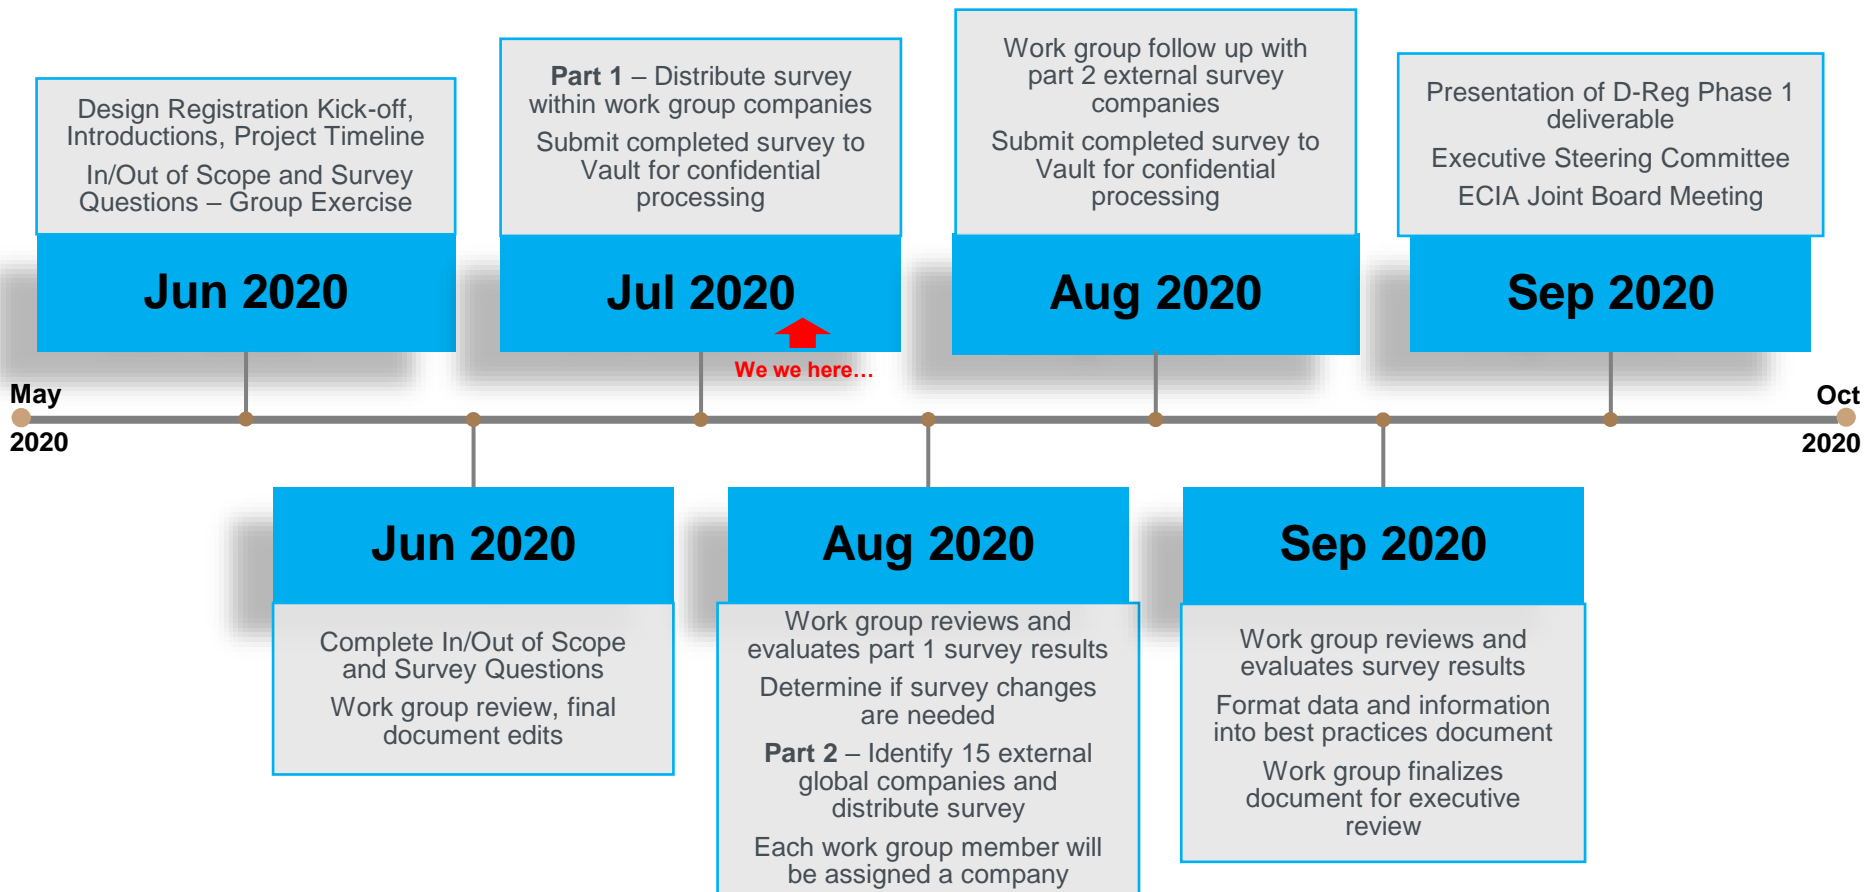 Design Registration Kick-off,
Introductions, Project Timeline
In/Out of Scope and Survey
Questions – Group Exercise
Jun 2020
Part 1 – Distribute survey
within work group companies
Submit completed survey to
Vault for confidential
processing
Jul 2020
We we here…
Work group follow up with
part 2 external survey
companies
Submit completed survey to
Vault for confidential
processing
Aug 2020
Presentation of D-Reg Phase 1
deliverable
Executive Steering Committee
ECIA Joint Board Meeting
Sep 2020
May
2020
Oct
2020
Jun 2020
Complete In/Out of Scope
and Survey Questions
Work group review, final
document edits
Aug 2020
Work group reviews and
evaluates part 1 survey results
Determine if survey changes
are needed
Part 2 – Identify 15 external
global companies and
distribute survey
Each work group member will
be assigned a company
Sep 2020
Work group reviews and
evaluates survey results
Format data and information
into best practices document
Work group finalizes
document for executive
review